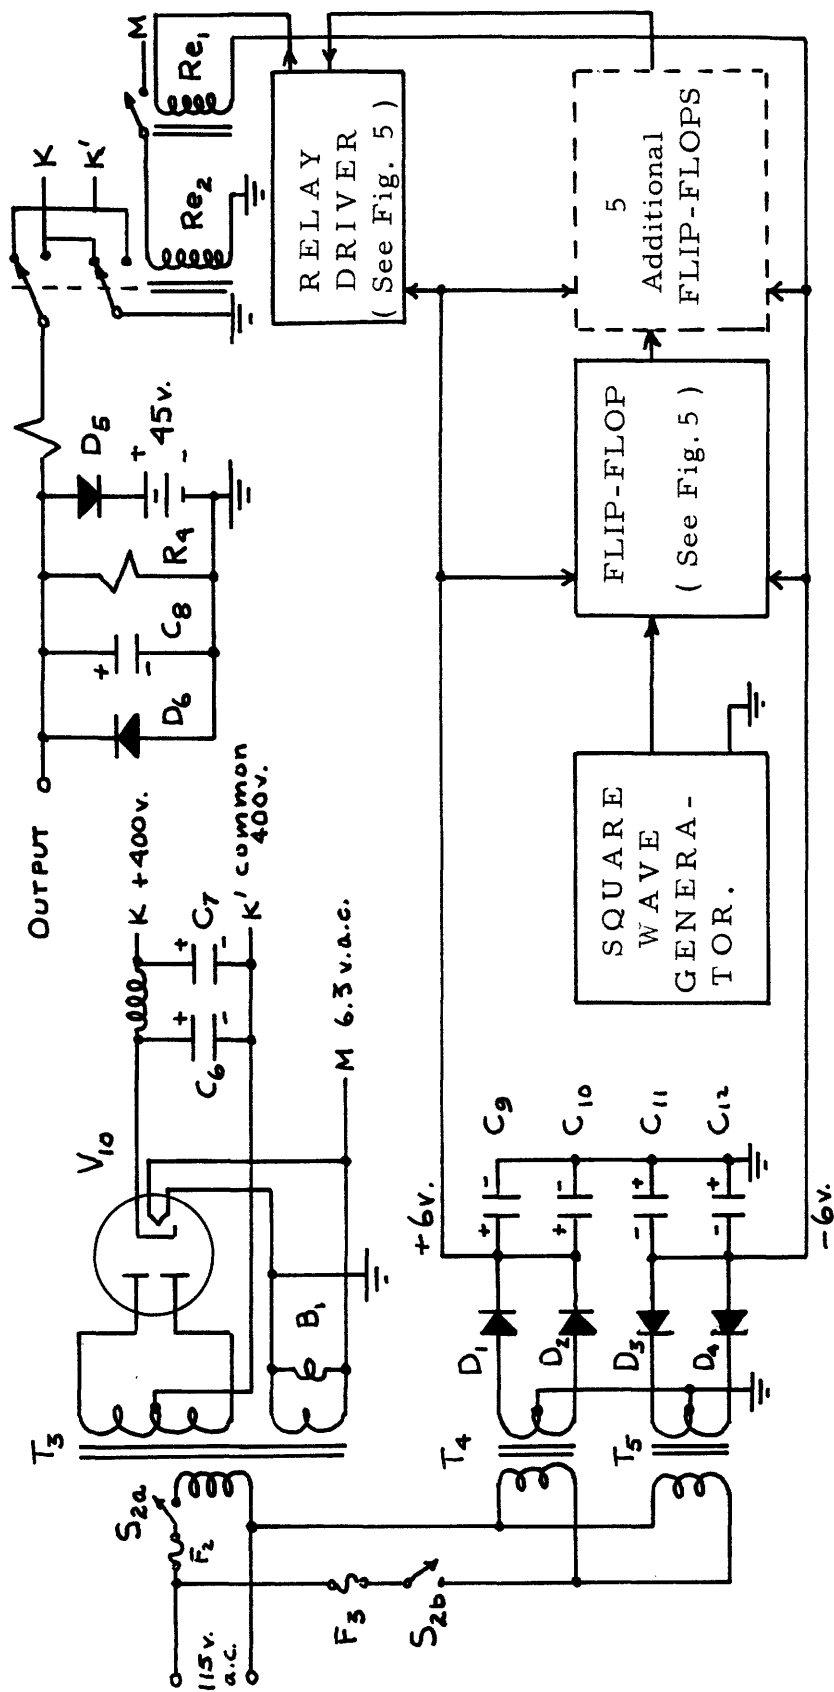 115v.
a.c.
F₂
S₂ₐ
F₃
S₂b
T₃
T₄
T₅
B₁
V₁₀
C₆
C₇
K +400v.
K' common
400v.
M 6.3 v.a.c.
D₁
D₂
D₃
D₄
+6v.
-6v.
+ -
+ -
- +
- +
C₉
C₁₀
C₁₁
C₁₂
+ -
+ -
OUTPUT
D₆
+ -
C₈
R₄
D₅
+ -
45v.
K
K'
M
Re₂
Re₁
SQUARE
WAVE
GENERA-
TOR.
FLIP-FLOP
( See Fig. 5 )
5
Additional
FLIP-FLOPS
RELAY
DRIVER
( See Fig. 5 )